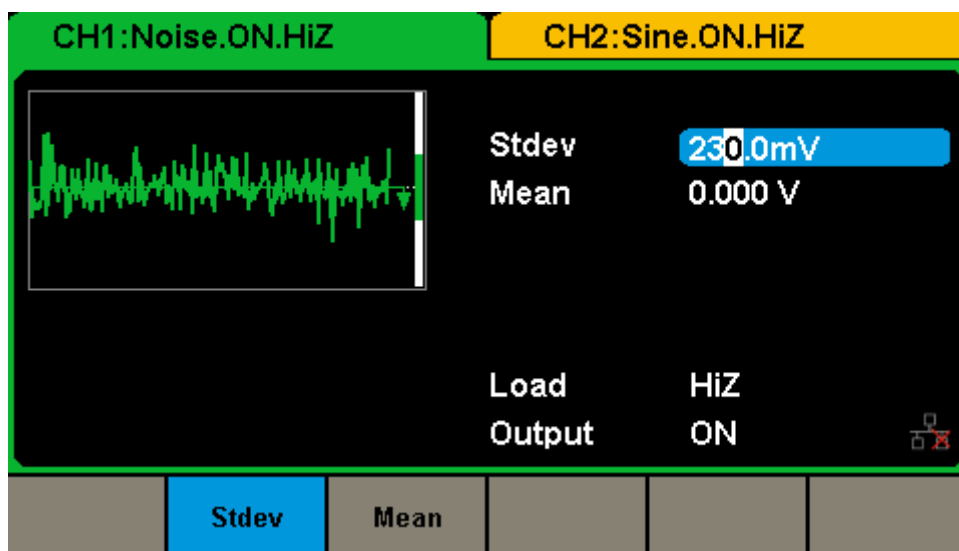 CH1:Noise.ON.HiZ CH2:Sine.ON.HiZ
Stdev 230.0mV
Mean 0.000 V
Load HiZ
Output ON
Stdev Mean